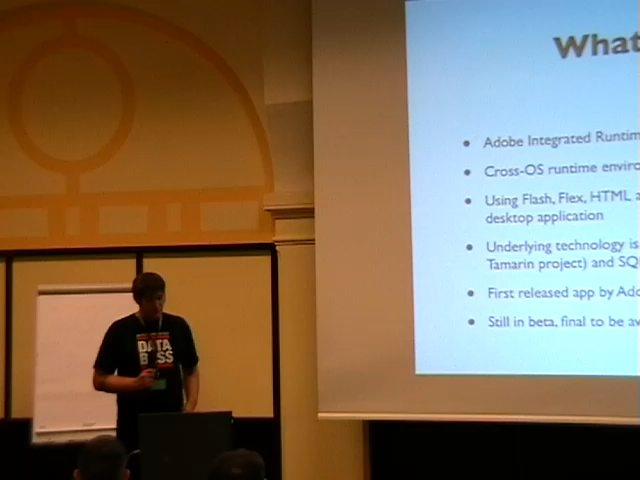 What
Adobe Integrated Runtim
Cross-OS runtime enviro
Using Flash, Flex, HTML a
desktop application
Underlying technology is
Tamarin project) and SQ
First released app by Ado
Still in beta, final to be av
DATA
B SS